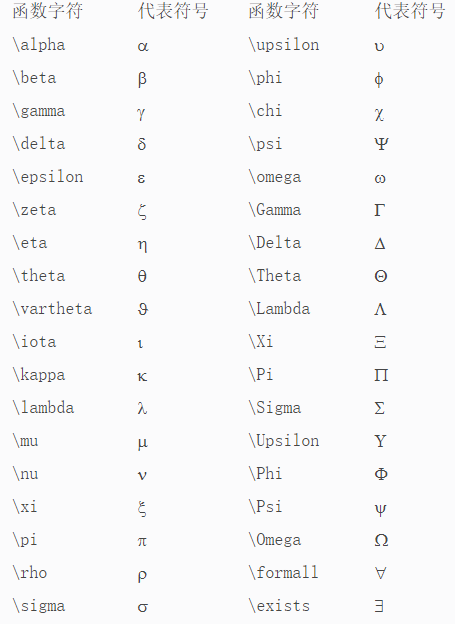 函数字符 代表符号 函数字符 代表符号
\alpha α \upsilon υ
\beta β \phi ϕ
\gamma γ \chi χ
\delta δ \psi Ψ
\epsilon ε \omega ω
\zeta ζ \Gamma Γ
\eta η \Delta Δ
\theta θ \Theta Θ
\vartheta ϑ \Lambda Λ
\iota ι \Xi Ξ
\kappa κ \Pi Π
\lambda λ \Sigma Σ
\mu μ \Upsilon Υ
\nu ν \Phi Φ
\xi ξ \Psi ψ
\pi π \Omega Ω
\rho ρ \formall ∀
\sigma σ \exists ∃